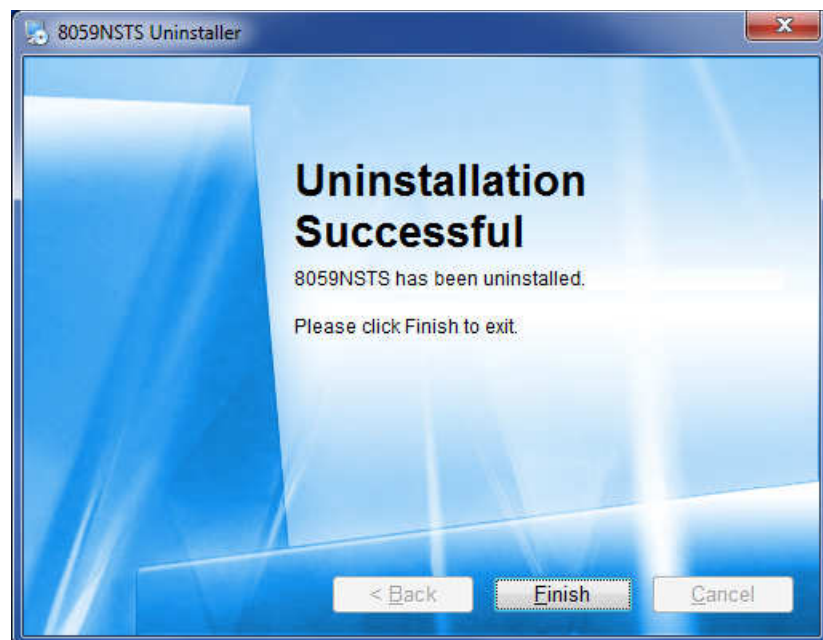 8059NSTS Uninstaller
Uninstallation
Successful
8059NSTS has been uninstalled.
Please click Finish to exit.
< Back
Finish
Cancel